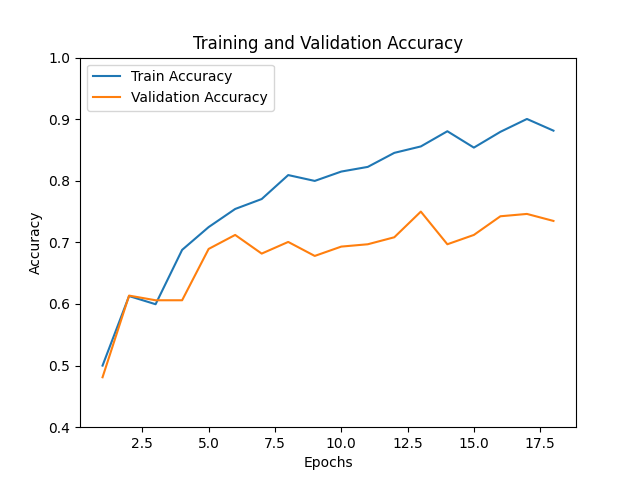 Training and Validation Accuracy
Train Accuracy
Validation Accuracy
1.0
0.9
0.8
0.7
0.6
0.5
0.4
Accuracy
2.5 5.0 7.5 10.0 12.5 15.0 17.5
Epochs